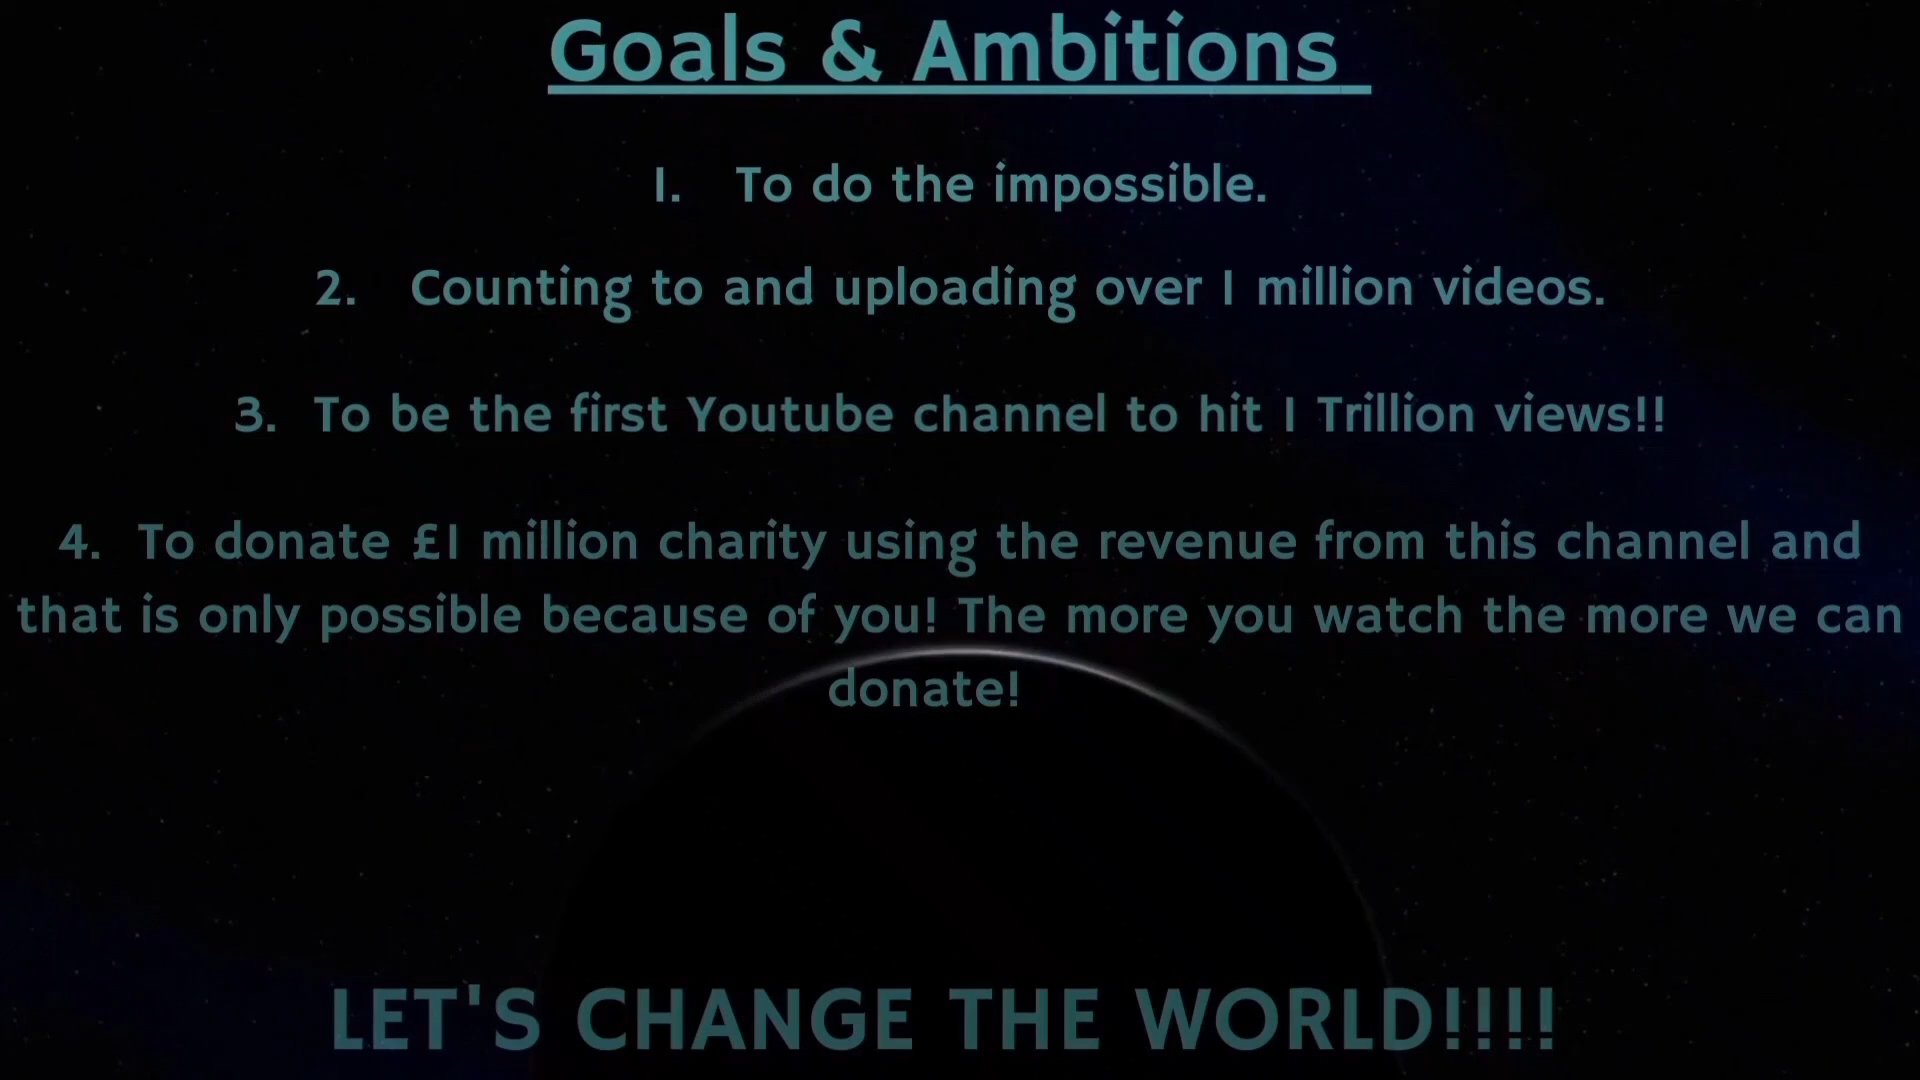 Goals & Ambitions
1. To do the impossible.
2. Counting to and uploading over 1 million videos.
3. To be the first Youtube channel to hit 1 Trillion views!!
4. To donate £1 million charity using the revenue from this channel and
that is only possible because of you! The more you watch the more we can
donate!
LET'S CHANGE THE WORLD!!!!